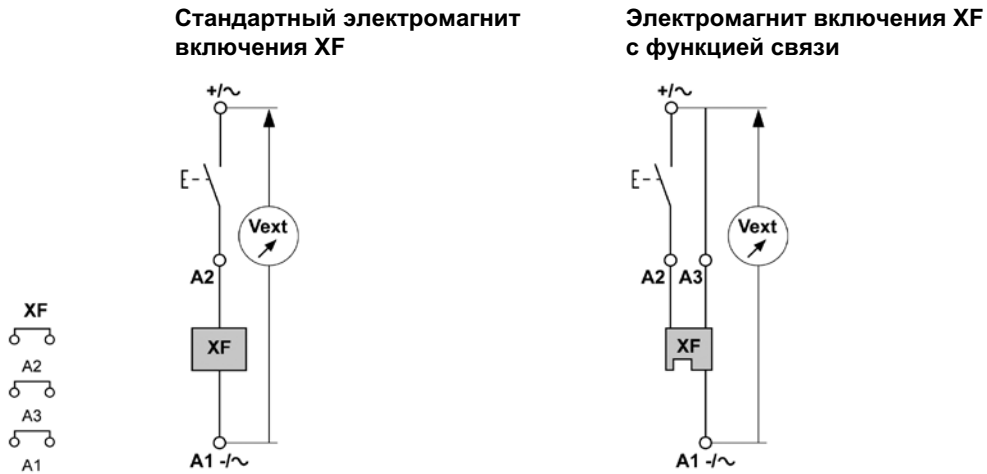 Стандартный электромагнит
включения XF
Электромагнит включения XF
с функцией связи
+/~
E
Vext
A2
XF
A1 -/~
+/~
E
Vext
A2 A3
XF
A1 -/~
XF
A2
A3
A1